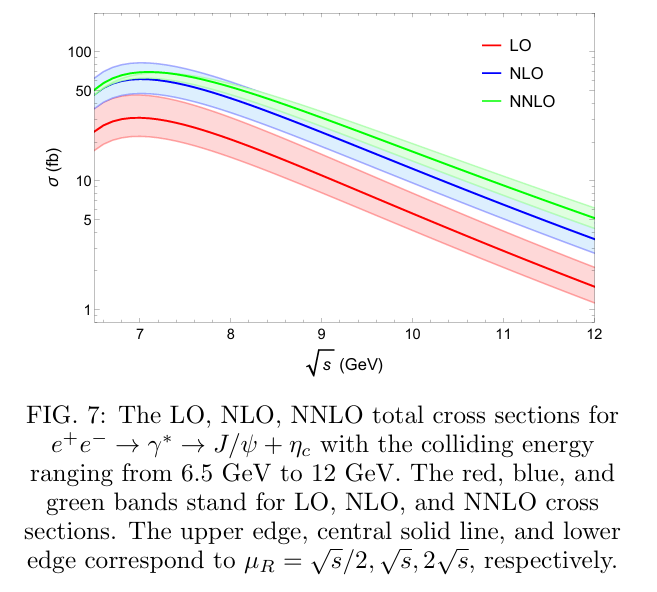 100
50
10
5
1
σ (fb)
LO
NLO
NNLO
7 8 9 10 11 12
√s (GeV)
FIG. 7: The LO, NLO, NNLO total cross sections for
e⁺e⁻ → γ* → J/ψ + η_c with the colliding energy
ranging from 6.5 GeV to 12 GeV. The red, blue, and
green bands stand for LO, NLO, and NNLO cross
sections. The upper edge, central solid line, and lower
edge correspond to μ_R = √s/2, √s, 2√s, respectively.